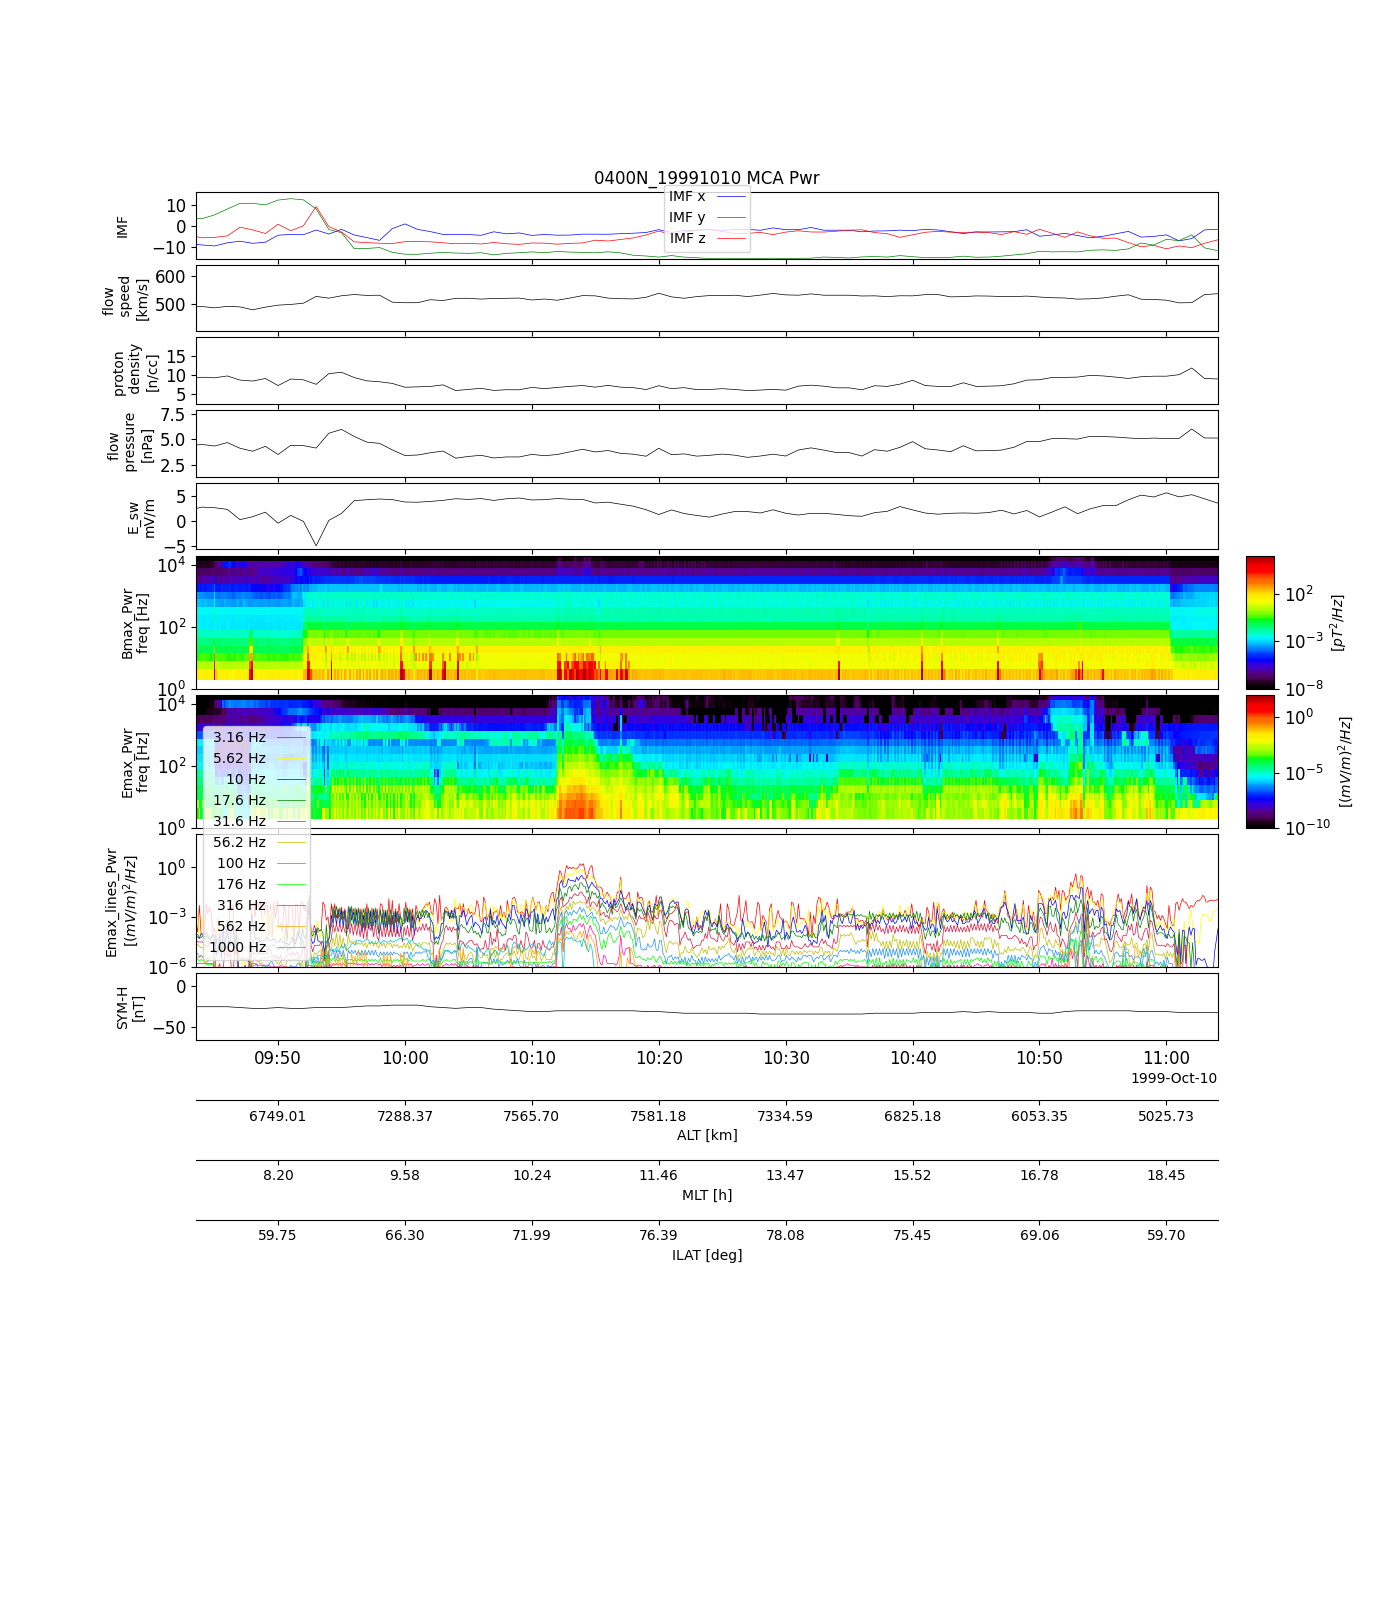 0400N_19991010 MCA Pwr
IMF
10
0
−10
IMF x
IMF y
IMF z
flow
speed
[km/s]
600
500
proton
density
[n/cc]
15
10
5
flow
pressure
[nPa]
7.5
5.0
2.5
E_sw
mV/m
5
0
−5
Bmax_Pwr
freq [Hz]
10^4
10^2
10^0
10^2
10^−3
10^−8
[pT^2/Hz]
Emax_Pwr
freq [Hz]
10^4
10^2
10^0
10^0
10^−5
10^−10
[(mV/m)^2/Hz]
3.16 Hz
5.62 Hz
10 Hz
17.6 Hz
31.6 Hz
56.2 Hz
100 Hz
176 Hz
316 Hz
562 Hz
1000 Hz
Emax_lines_Pwr
[(mV/m)^2/Hz]
10^0
10^−3
10^−6
SYM-H
[nT]
0
−50
09:50 10:00 10:10 10:20 10:30 10:40 10:50 11:00
1999-Oct-10
6749.01 7288.37 7565.70 7581.18 7334.59 6825.18 6053.35 5025.73
ALT [km]
8.20 9.58 10.24 11.46 13.47 15.52 16.78 18.45
MLT [h]
59.75 66.30 71.99 76.39 78.08 75.45 69.06 59.70
ILAT [deg]